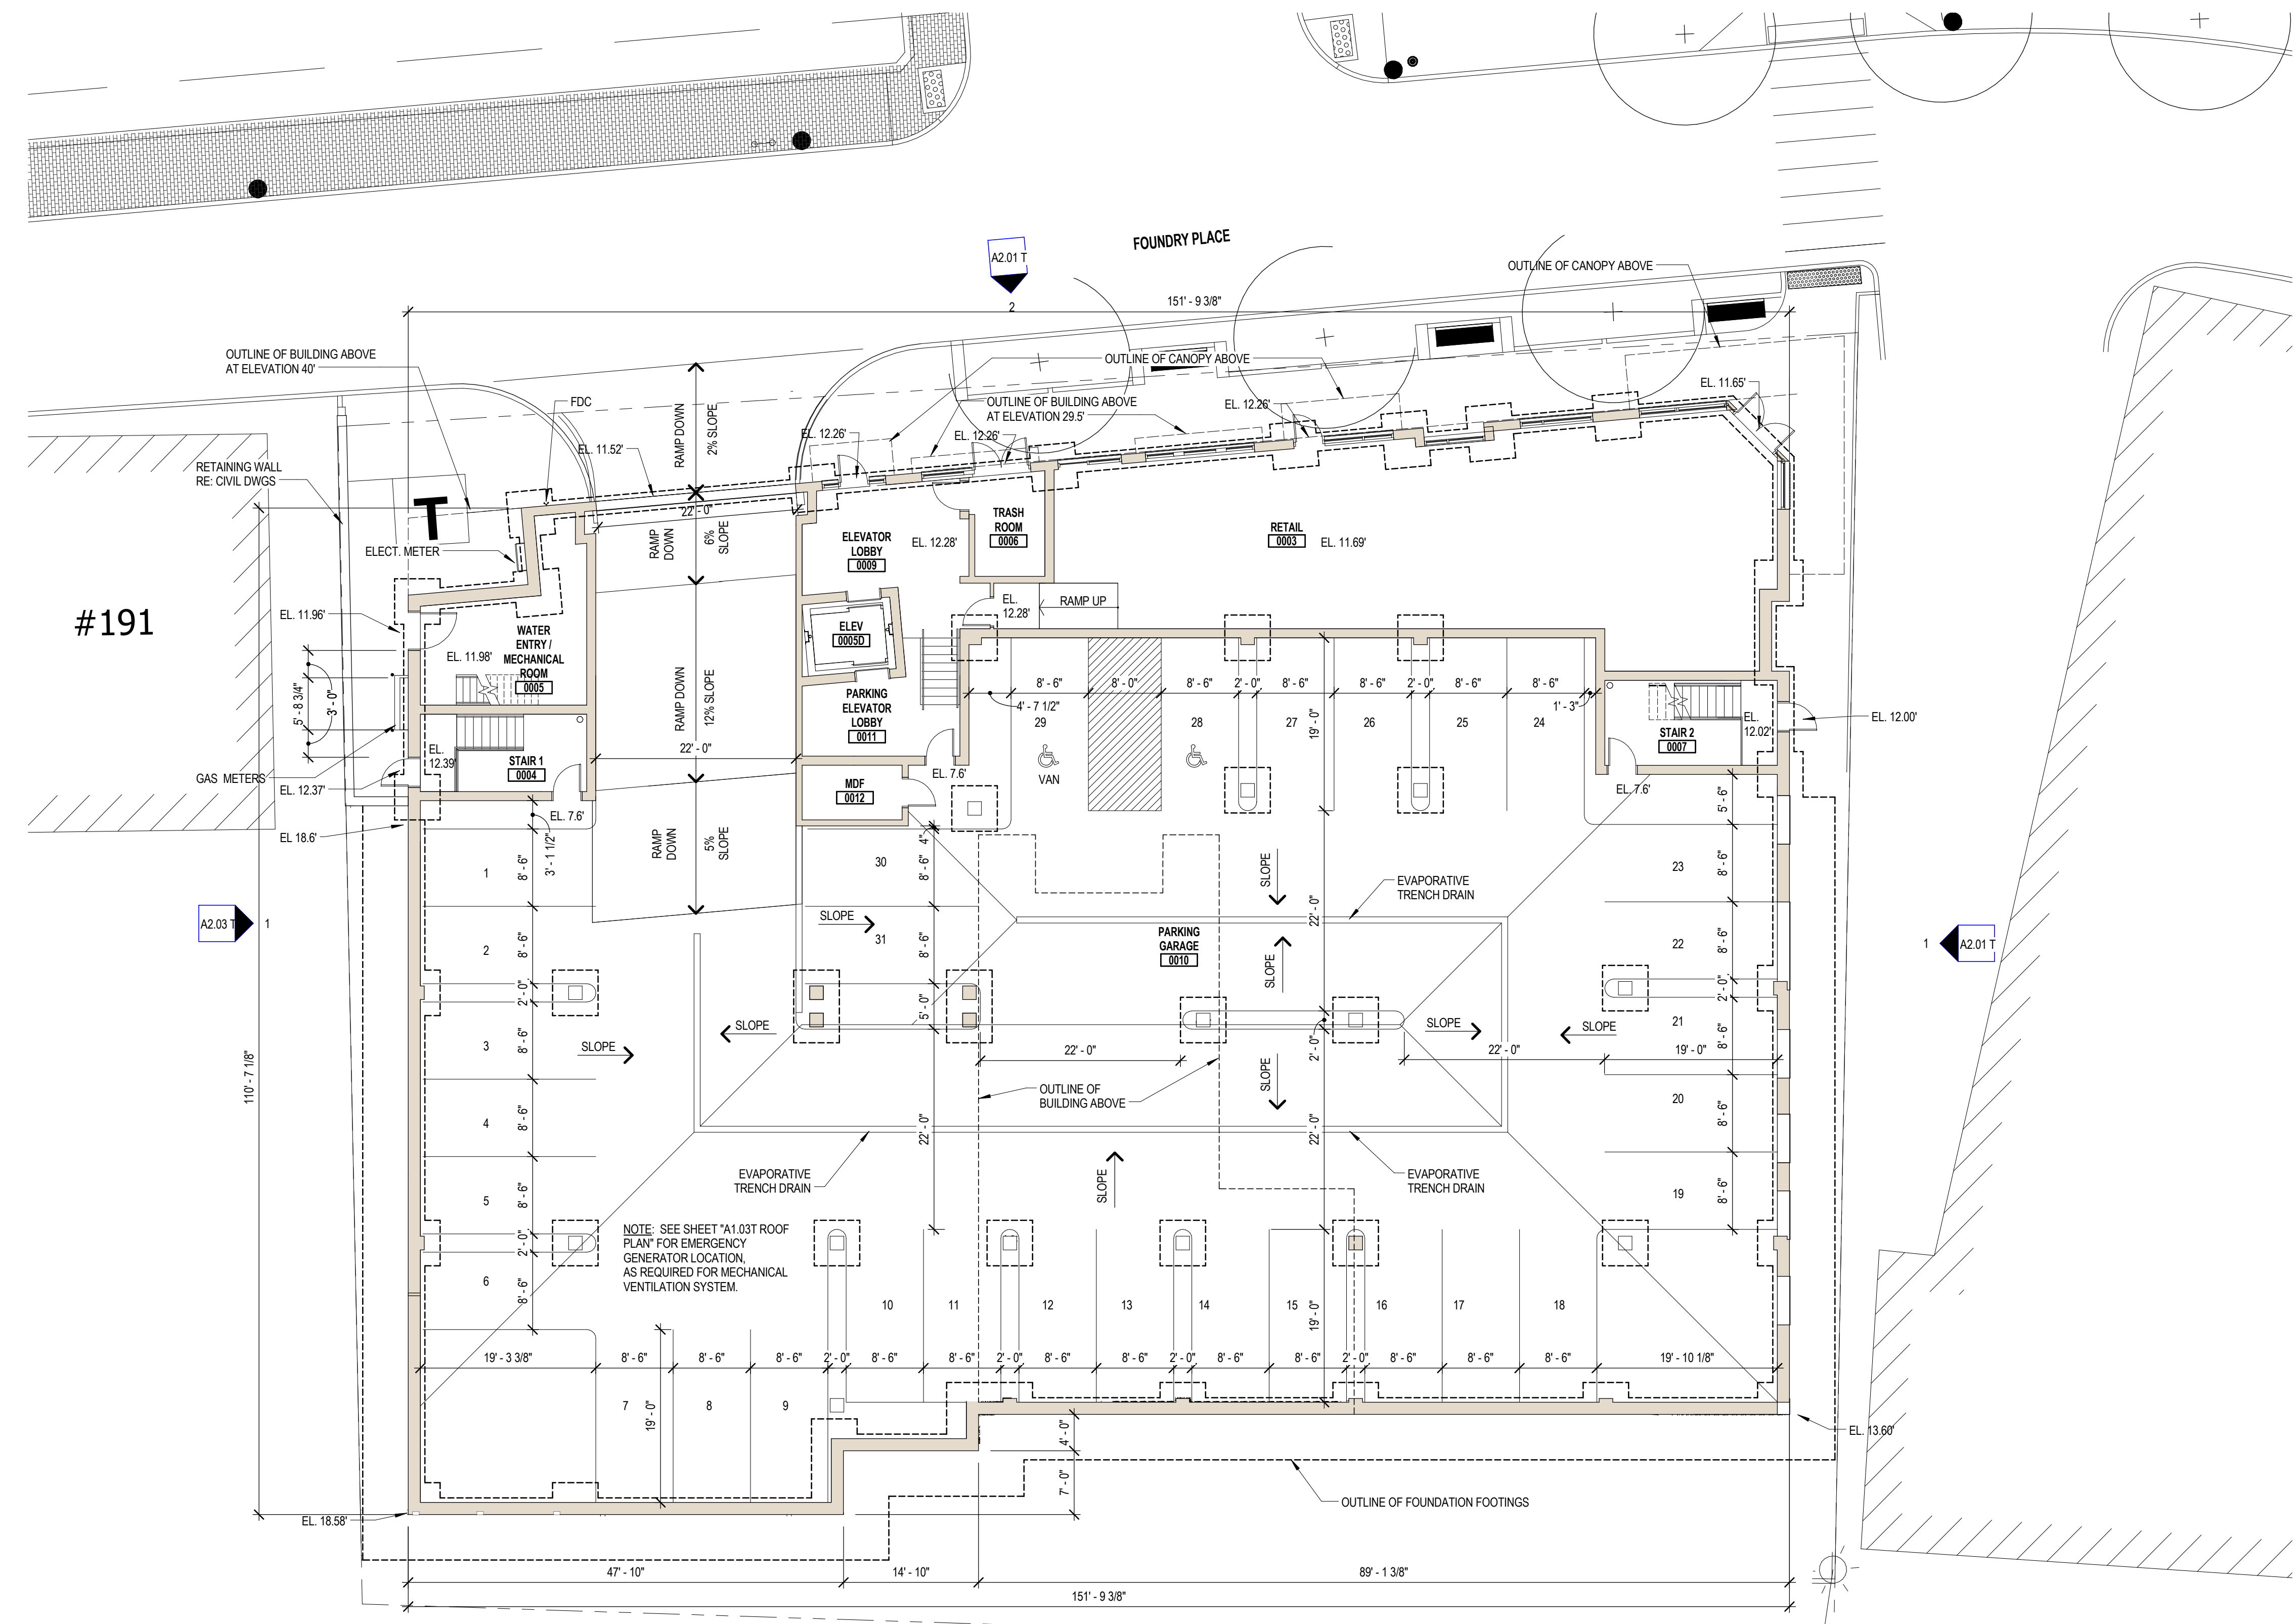 FOUNDRY PLACE
A2.01 T
2
OUTLINE OF CANOPY ABOVE
151' - 9 3/8"
OUTLINE OF BUILDING ABOVE
AT ELEVATION 40'
OUTLINE OF CANOPY ABOVE
EL. 11.65'
FDC
RAMP DOWN
2% SLOPE
OUTLINE OF BUILDING ABOVE
AT ELEVATION 29.5'
EL. 12.26'
EL. 12.26'
EL. 12.26'
EL. 11.52'
RETAINING WALL
RE: CIVIL DWGS
T
22' - 0"
RAMP
DOWN
6%
SLOPE
ELECT. METER
ELEVATOR
LOBBY
0009
EL. 12.28'
TRASH
ROOM
0006
RETAIL
0003
EL. 11.69'
#191
EL. 11.96'
EL.
12.28'
RAMP UP
WATER
ENTRY /
MECHANICAL
ROOM
0005
EL. 11.98'
ELEV
0005D
5' - 8 3/4"
3' - 0"
RAMP DOWN
12% SLOPE
PARKING
ELEVATOR
LOBBY
0011
8' - 6"
8' - 0"
8' - 6"
2' - 0"
8' - 6"
8' - 6"
2' - 0"
8' - 6"
8' - 6"
4' - 7 1/2"
1' - 3"
29
28
27
26
25
24
19' - 0"
VAN
EL.
12.02'
EL. 12.00'
STAIR 2
0007
22' - 0"
EL.
12.39'
STAIR 1
0004
GAS METERS
EL. 12.37'
EL. 7.6'
MDF
0012
EL. 7.6'
EL. 7.6'
EL 18.6'
5' - 6"
3' - 1 1/2"
RAMP
DOWN
5%
SLOPE
4"
1
8' - 6"
30
8' - 6"
SLOPE
23
8' - 6"
EVAPORATIVE
TRENCH DRAIN
A2.03 T
1
SLOPE
22' - 0"
PARKING
GARAGE
0010
31
8' - 6"
2
8' - 6"
22
8' - 6"
1
A2.01 T
SLOPE
2' - 0"
2' - 0"
5' - 0"
SLOPE
SLOPE
SLOPE
21
8' - 6"
3
8' - 6"
SLOPE
22' - 0"
2' - 0"
22' - 0"
19' - 0"
110' - 7 1/8"
SLOPE
OUTLINE OF
BUILDING ABOVE
20
8' - 6"
4
8' - 6"
22' - 0"
22' - 0"
EVAPORATIVE
TRENCH DRAIN
SLOPE
EVAPORATIVE
TRENCH DRAIN
19
8' - 6"
5
8' - 6"
2' - 0"
NOTE: SEE SHEET "A1.03T ROOF
PLAN" FOR EMERGENCY
GENERATOR LOCATION,
AS REQUIRED FOR MECHANICAL
VENTILATION SYSTEM.
6
8' - 6"
10
11
12
13
14
15
16
17
18
19' - 0"
19' - 3 3/8"
8' - 6"
8' - 6"
8' - 6"
2' - 0"
8' - 6"
8' - 6"
2' - 0"
8' - 6"
8' - 6"
2' - 0"
8' - 6"
8' - 6"
2' - 0"
8' - 6"
8' - 6"
8' - 6"
19' - 10 1/8"
7
8
9
19' - 0"
4' - 0"
7' - 0"
EL. 13.60'
OUTLINE OF FOUNDATION FOOTINGS
EL. 18.58'
47' - 10"
14' - 10"
89' - 1 3/8"
151' - 9 3/8"